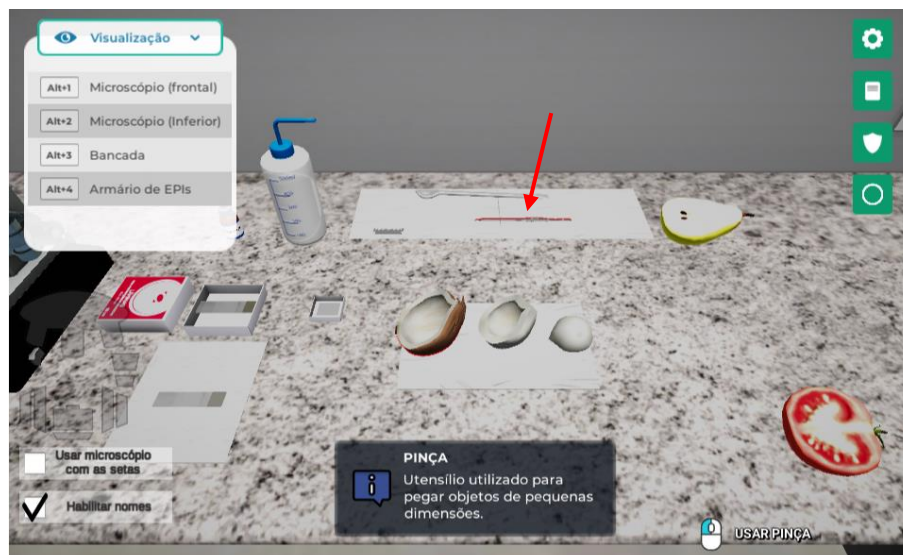 Visualização
Alt+1 Microscópio (frontal)
Alt+2 Microscópio (Inferior)
Alt+3 Bancada
Alt+4 Armário de EPIs
Usar microscópio
com as setas
Habilitar nomes
PINÇA
Utensílio utilizado para
pegar objetos de pequenas
dimensões.
USAR PINÇA